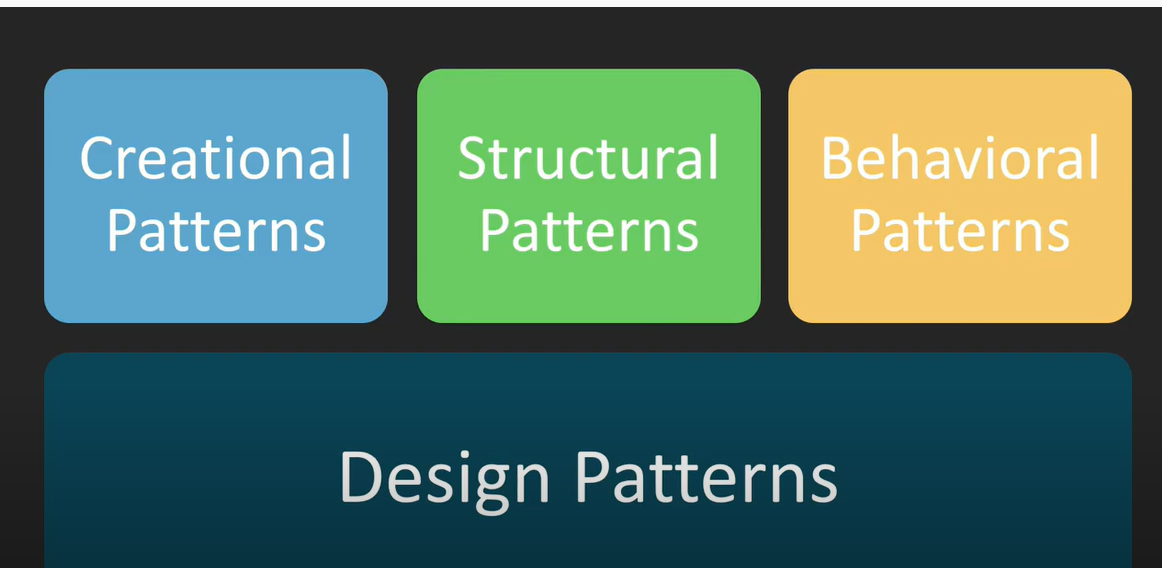 Creational
Patterns
Structural
Patterns
Behavioral
Patterns
Design Patterns